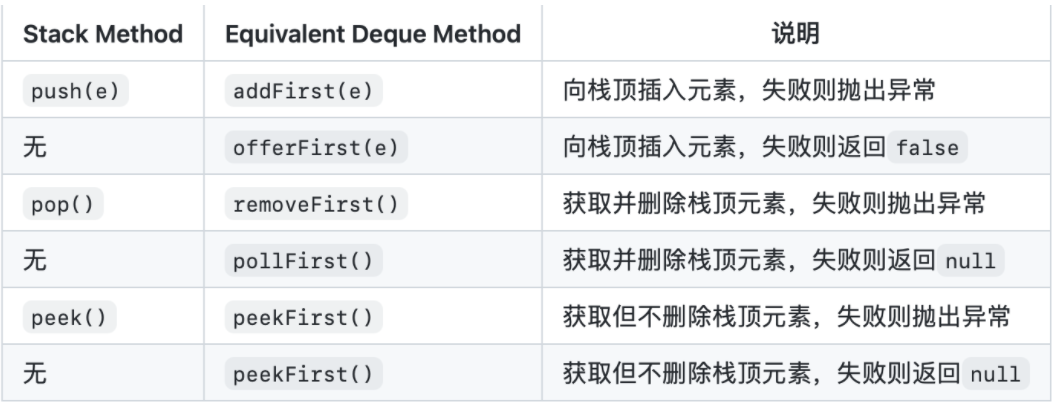 Stack Method Equivalent Deque Method 说明
push(e) addFirst(e) 向栈顶插入元素，失败则抛出异常
无 offerFirst(e) 向栈顶插入元素，失败则返回 false
pop() removeFirst() 获取并删除栈顶元素，失败则抛出异常
无 pollFirst() 获取并删除栈顶元素，失败则返回 null
peek() peekFirst() 获取但不删除栈顶元素，失败则抛出异常
无 peekFirst() 获取但不删除栈顶元素，失败则返回 null